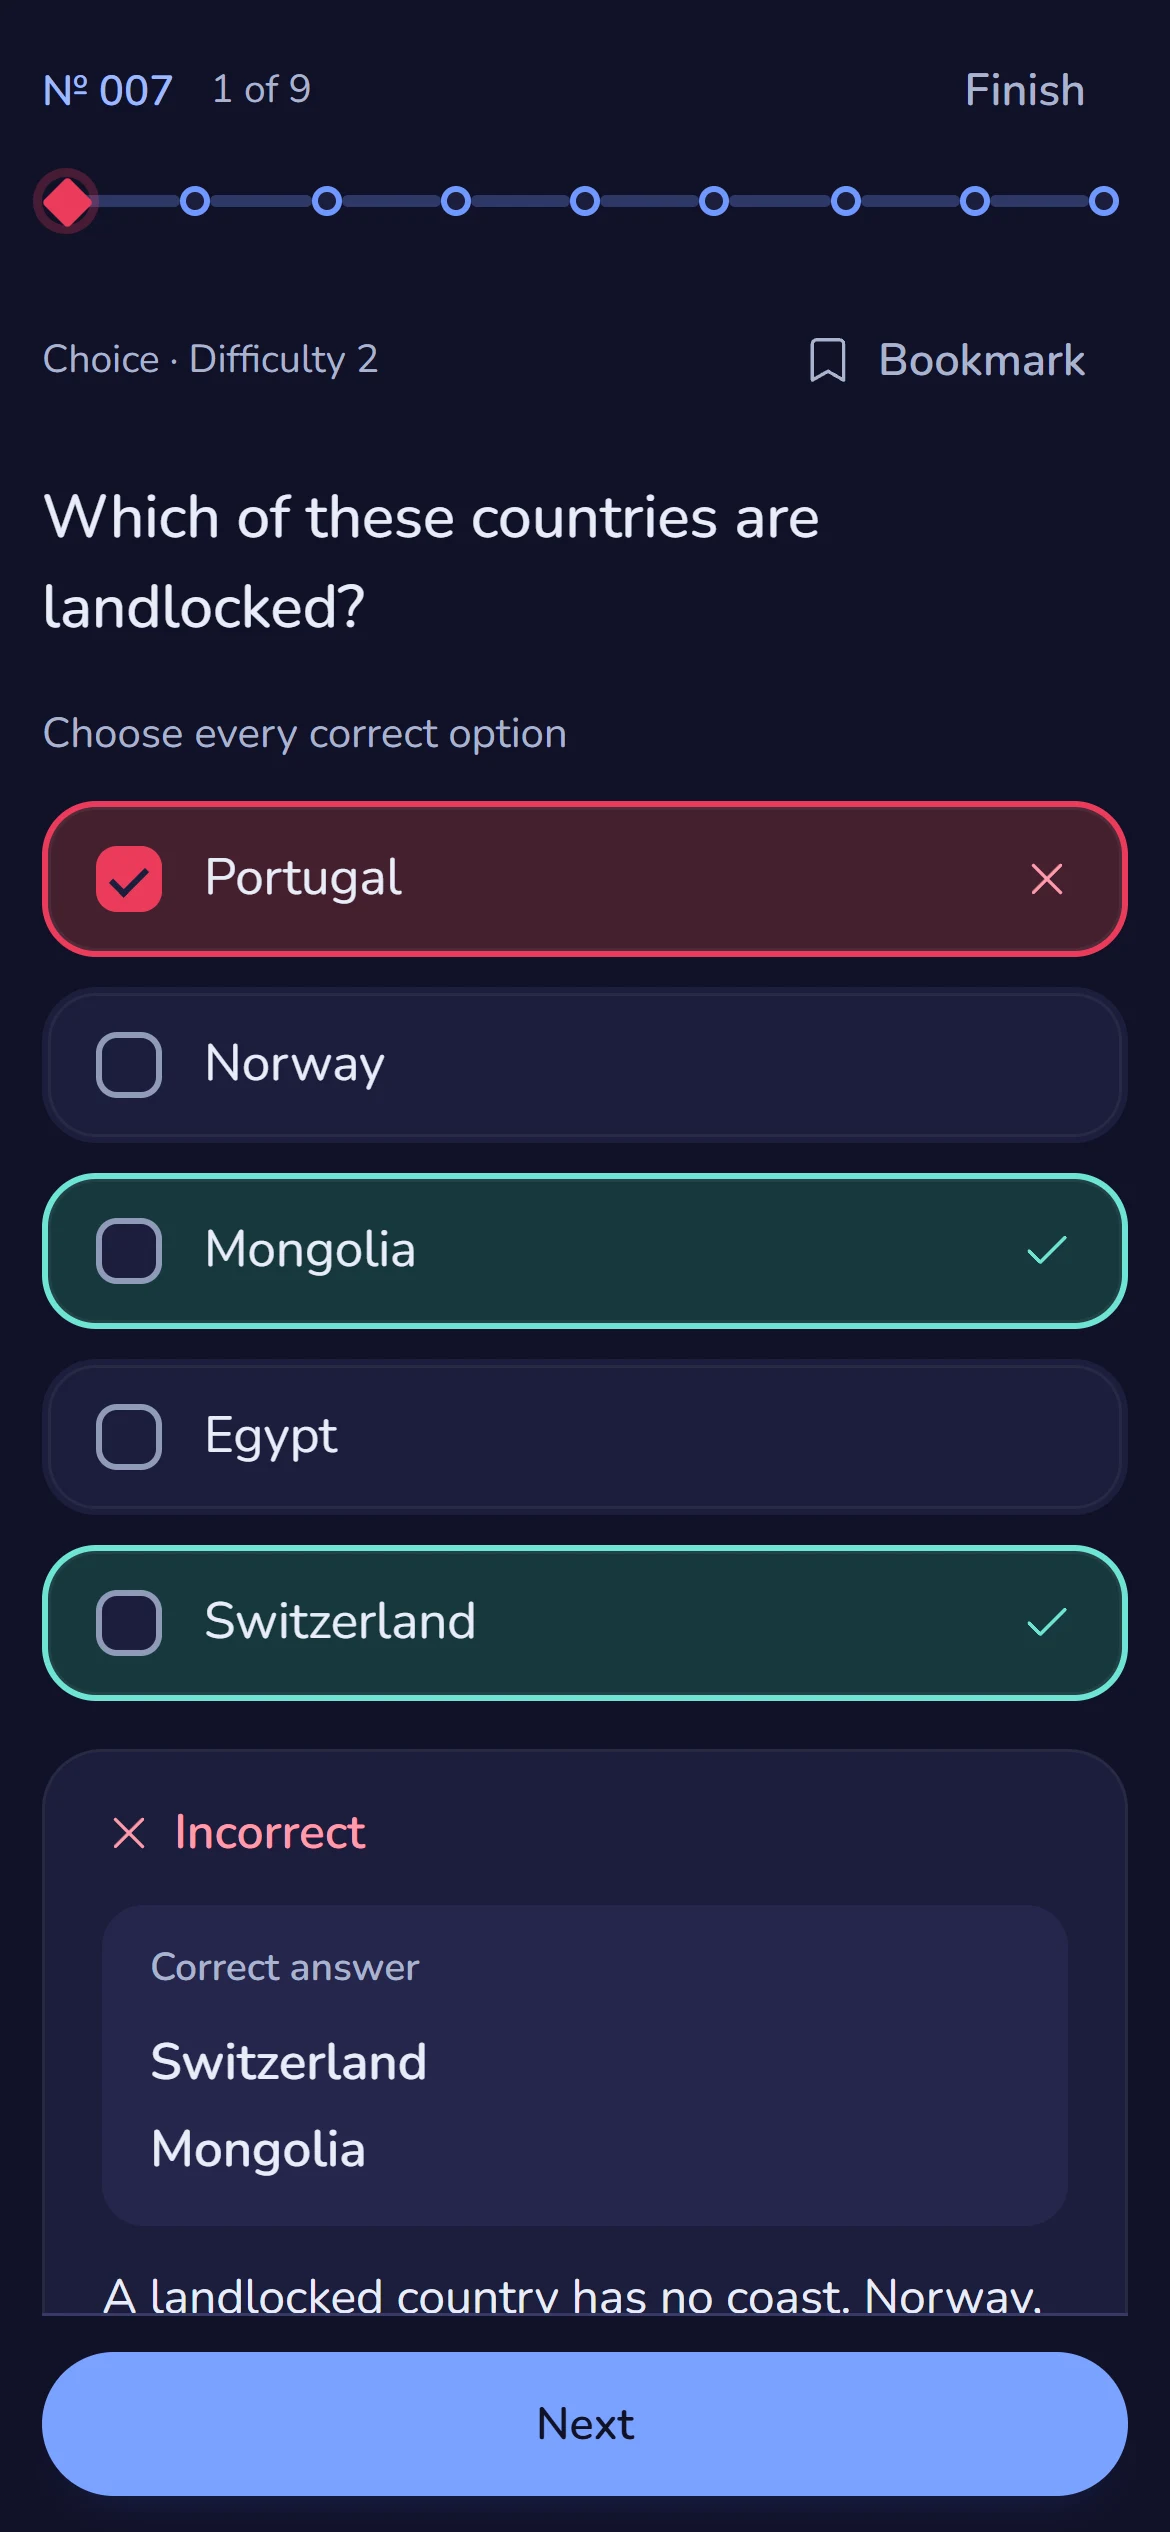 № 007 1 of 9 Finish
Choice · Difficulty 2 Bookmark
Which of these countries are
landlocked?
Choose every correct option
Portugal
Norway
Mongolia
Egypt
Switzerland
Incorrect
Correct answer
Switzerland
Mongolia
A landlocked country has no coast. Norway,
Next